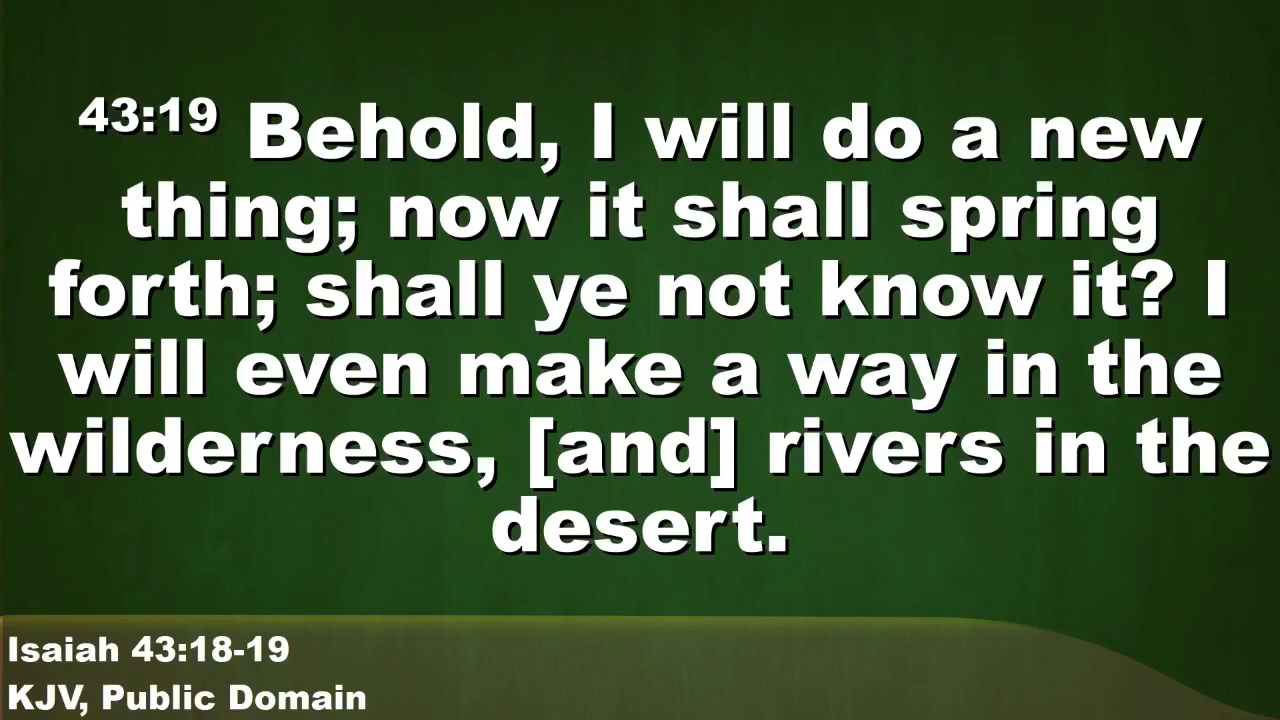 43:19 Behold, I will do a new
thing; now it shall spring
forth; shall ye not know it? I
will even make a way in the
wilderness, [and] rivers in the
desert.
Isaiah 43:18-19
KJV, Public Domain